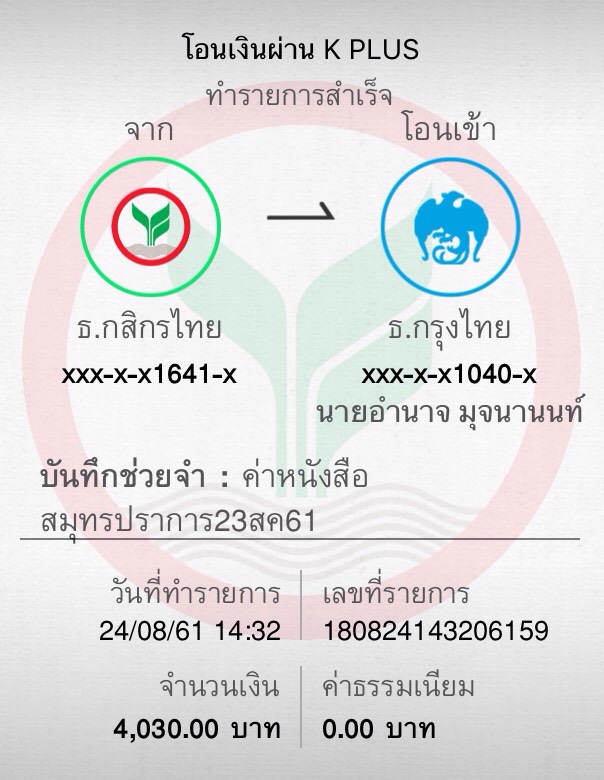 โอนเงินผ่าน K PLUS
ทำรายการสำเร็จ
จาก
โอนเข้า
ธ.กสิกรไทย
ธ.กรุงไทย
xxx-x-x1641-x
xxx-x-x1040-x
นายอำนาจ มุจนานนท์
บันทึกช่วยจำ : ค่าหนังสือ
สมุทรปราการ23สค61
วันที่ทำรายการ
เลขที่รายการ
24/08/61 14:32
180824143206159
จำนวนเงิน
ค่าธรรมเนียม
4,030.00 บาท
0.00 บาท